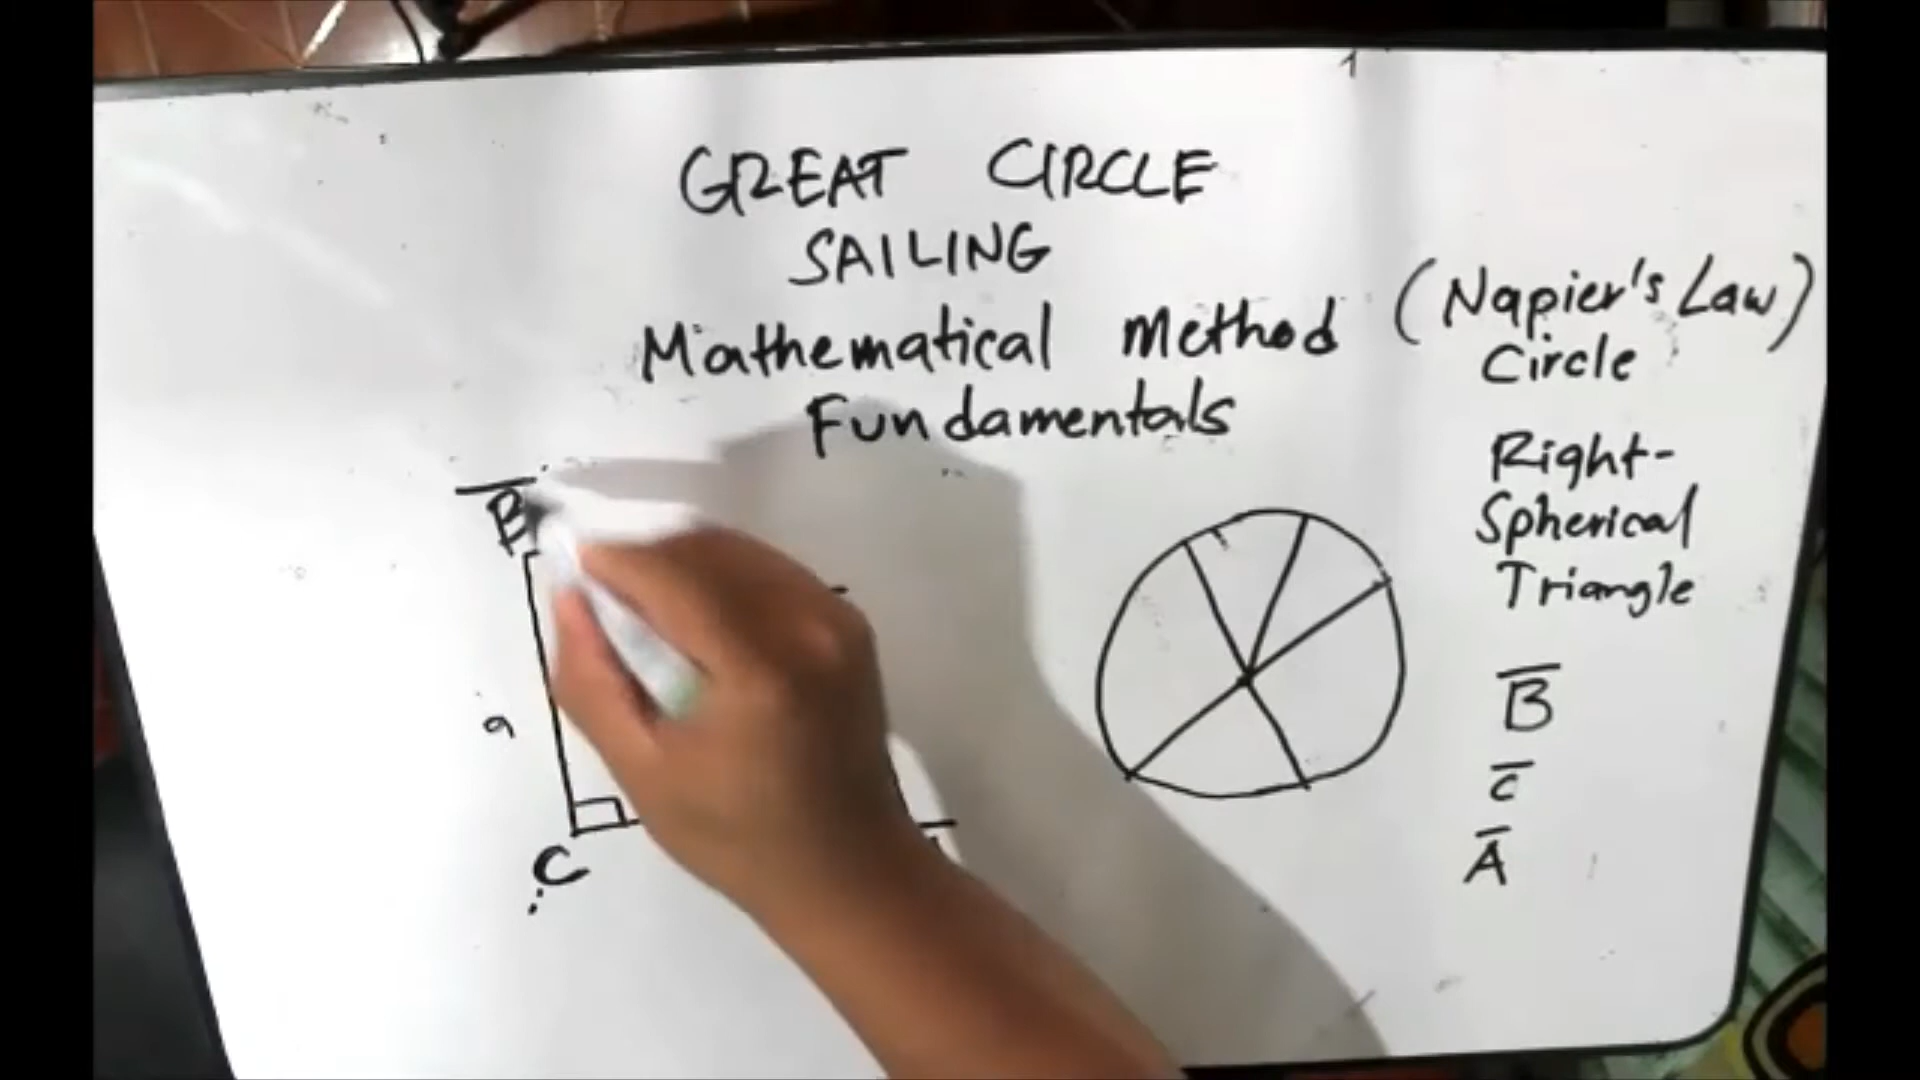 GREAT CIRCLE
SAILING
Mathematical Method
Fundamentals
(Napier's Law)
Circle
Right-
Spherical
Triangle
B̅
a
C
B̅
c̅
A̅